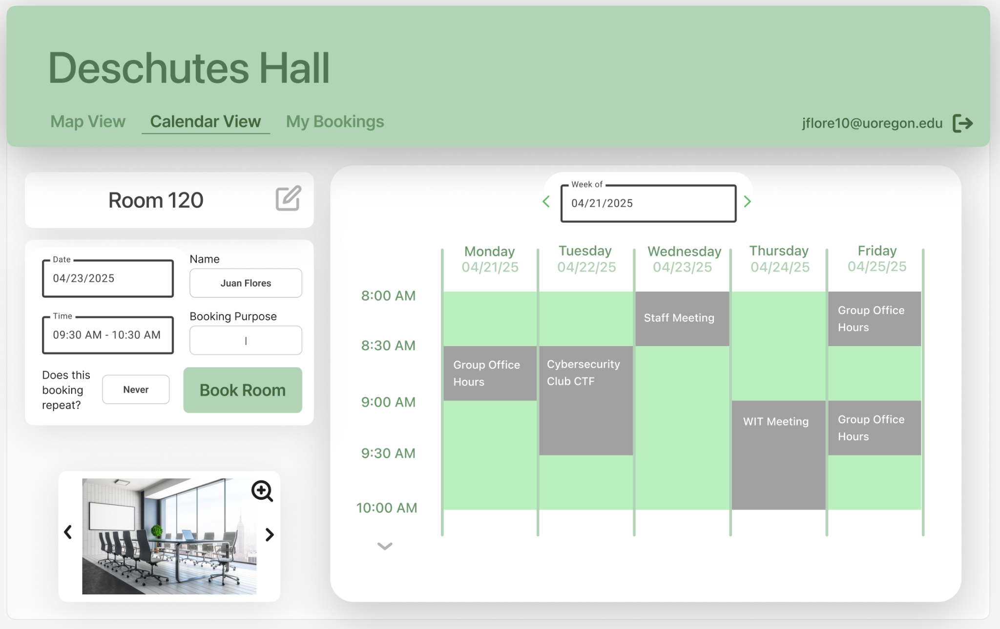 Deschutes Hall
Map View
Calendar View
My Bookings
jflore10@uoregon.edu
Room 120
Date
04/23/2025
Name
Juan Flores
Time
09:30 AM - 10:30 AM
Booking Purpose
Does this
booking
repeat?
Never
Book Room
Week of
04/21/2025
Monday
04/21/25
Tuesday
04/22/25
Wednesday
04/23/25
Thursday
04/24/25
Friday
04/25/25
8:00 AM
8:30 AM
9:00 AM
9:30 AM
10:00 AM
Group Office
Hours
Cybersecurity
Club CTF
Staff Meeting
WIT Meeting
Group Office
Hours
Group Office
Hours